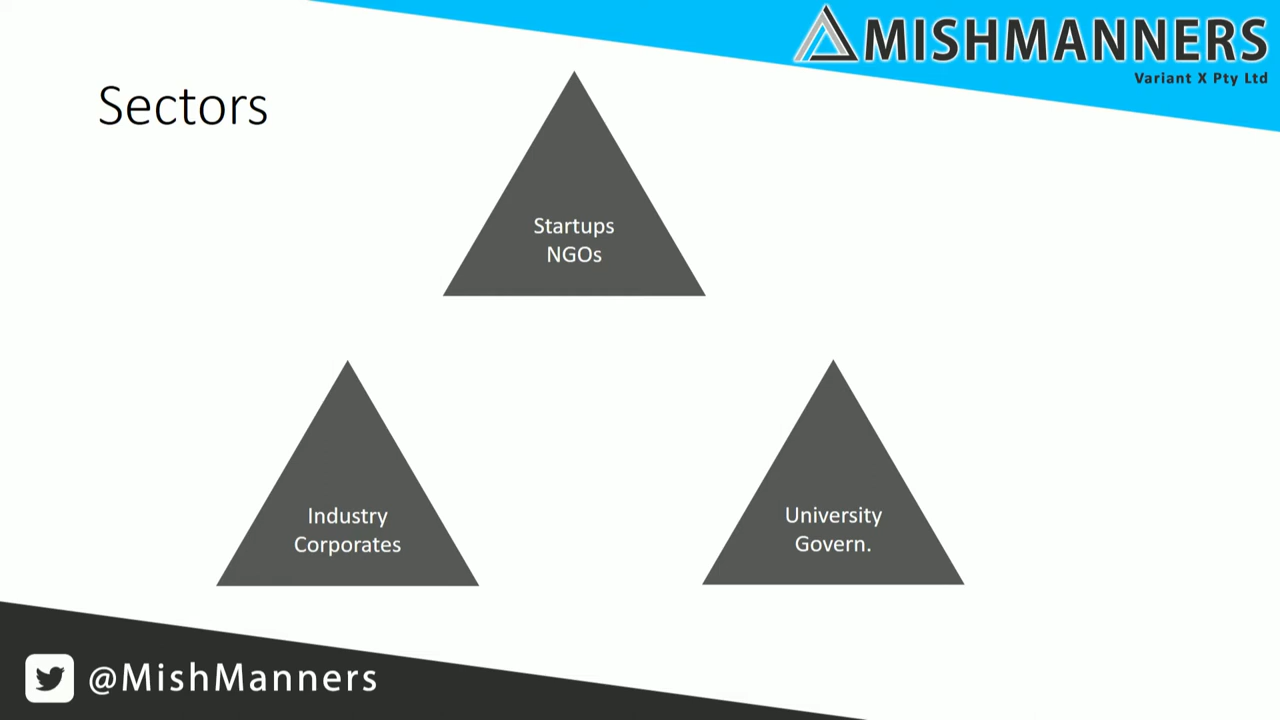 MISHMANNERS
Variant X Pty Ltd
Sectors
Startups
NGOs
Industry
Corporates
University
Govern.
@MishManners